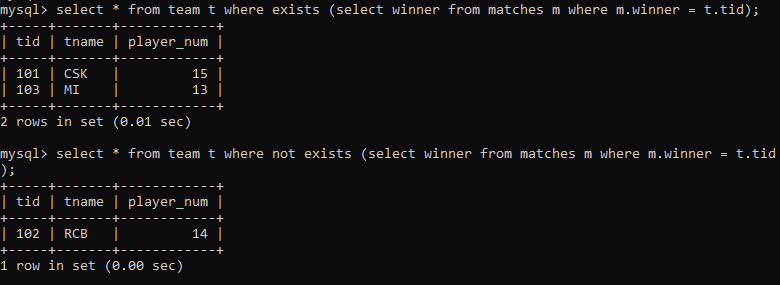 mysql> select * from team t where exists (select winner from matches m where m.winner = t.tid);
+-----+-------+------------+
| tid | tname | player_num |
+-----+-------+------------+
| 101 | CSK   |         15 |
| 103 | MI    |         13 |
+-----+-------+------------+
2 rows in set (0.01 sec)

mysql> select * from team t where not exists (select winner from matches m where m.winner = t.tid
);
+-----+-------+------------+
| tid | tname | player_num |
+-----+-------+------------+
| 102 | RCB   |         14 |
+-----+-------+------------+
1 row in set (0.00 sec)